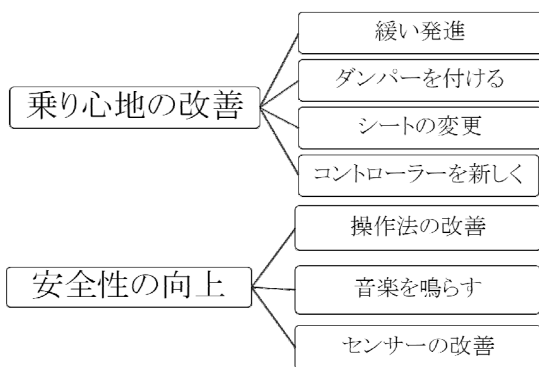 乗り心地の改善
緩い発進
ダンパーを付ける
シートの変更
コントローラーを新しく
安全性の向上
操作法の改善
音楽を鳴らす
センサーの改善